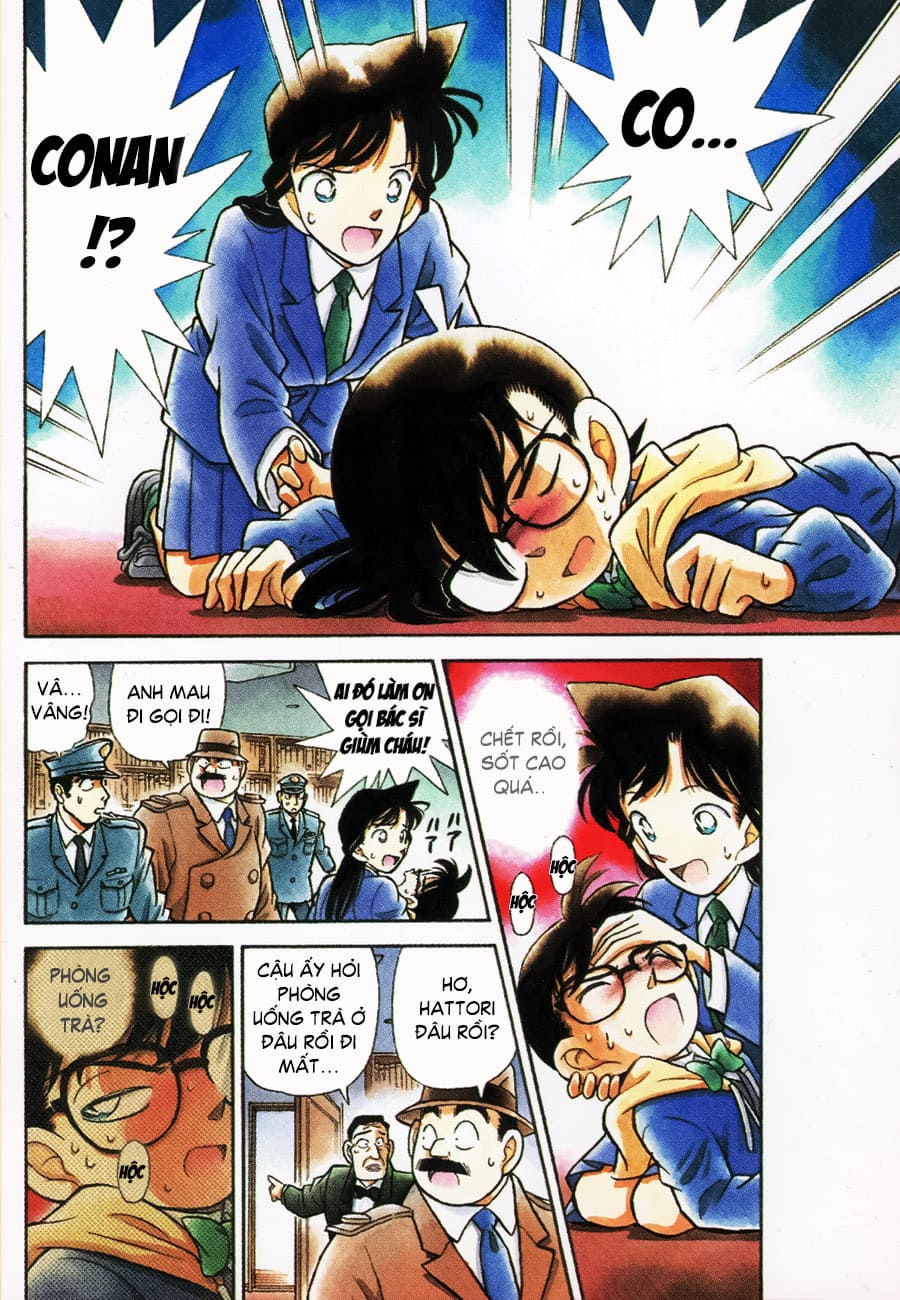 CO...
CONAN
!?
CHẾT RỒI,
SỐT CAO
QUÁ..
HỘC
HỘC
AI ĐÓ LÀM ƠN
GỌI BÁC SĨ
GIÙM CHÁU!
ANH MAU
ĐI GỌI ĐI!
VÂ...
VÂNG!
HƠ,
HATTORI
ĐÂU RỒI?
CẬU ẤY HỎI
PHÒNG
UỐNG TRÀ Ở
ĐÂU RỒI ĐI
MẤT...
PHÒNG
UỐNG
TRÀ?
HỘC
HỘC
HỘC